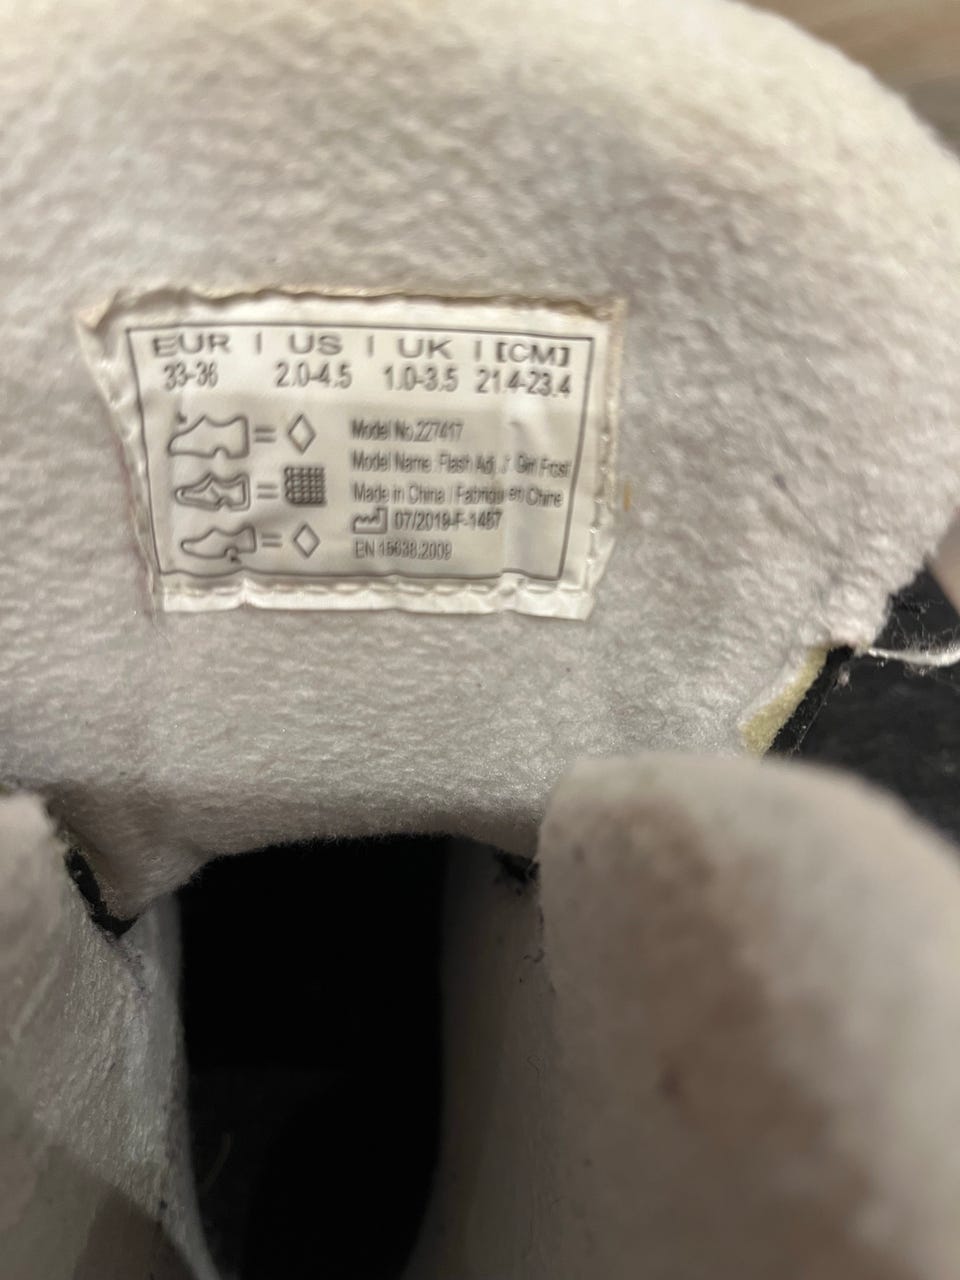 EUR | US | UK | [CM]
33-36 2.0-4.5 1.0-3.5 21.4-23.4
Model No.227417
Model Name: Flash Adj. J. Girl Frost
Made in China / Fabriqu en Chine
07/2019-F-1457
EN 15638:2009